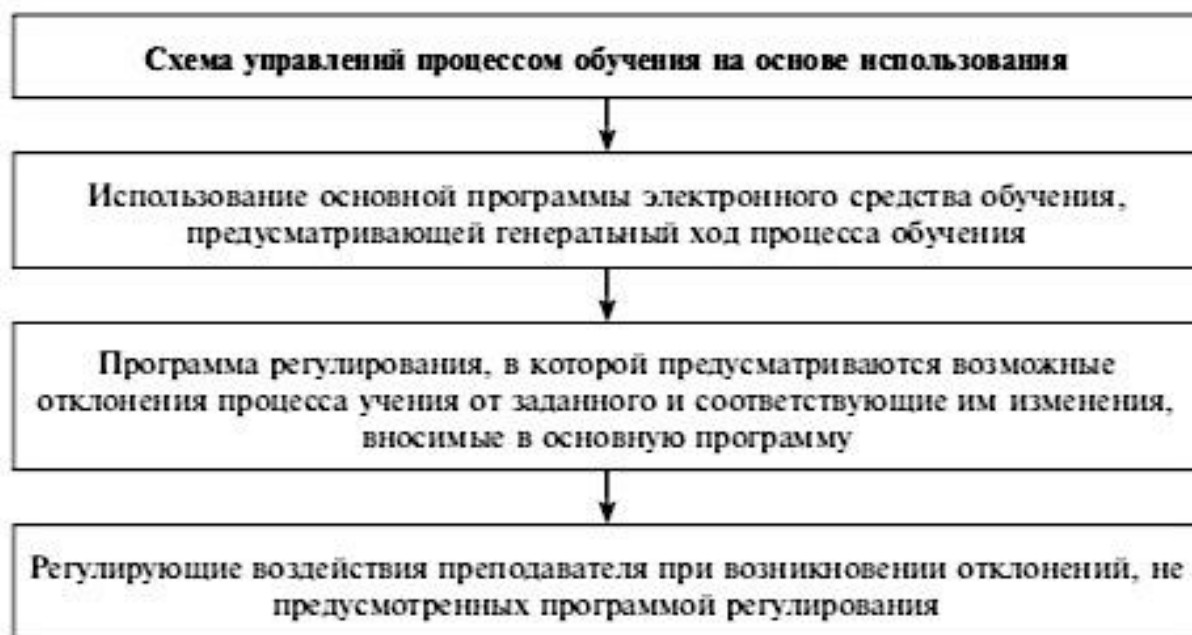 Схема управлений процессом обучения на основе использования
Использование основной программы электронного средства обучения,
предусматривающей генеральный ход процесса обучения
Программа регулирования, в которой предусматриваются возможные
отклонения процесса учения от заданного и соответствующие им изменения,
вносимые в основную программу
Регулирующие воздействия преподавателя при возникновении отклонений, не
предусмотренных программой регулирования